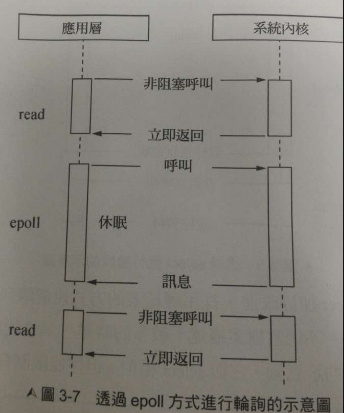 應用層 系統內核
非阻塞呼叫
read
立即返回
呼叫
epoll 休眠
訊息
非阻塞呼叫
read
立即返回
圖 3-7 透過 epoll 方式進行輪詢的示意圖